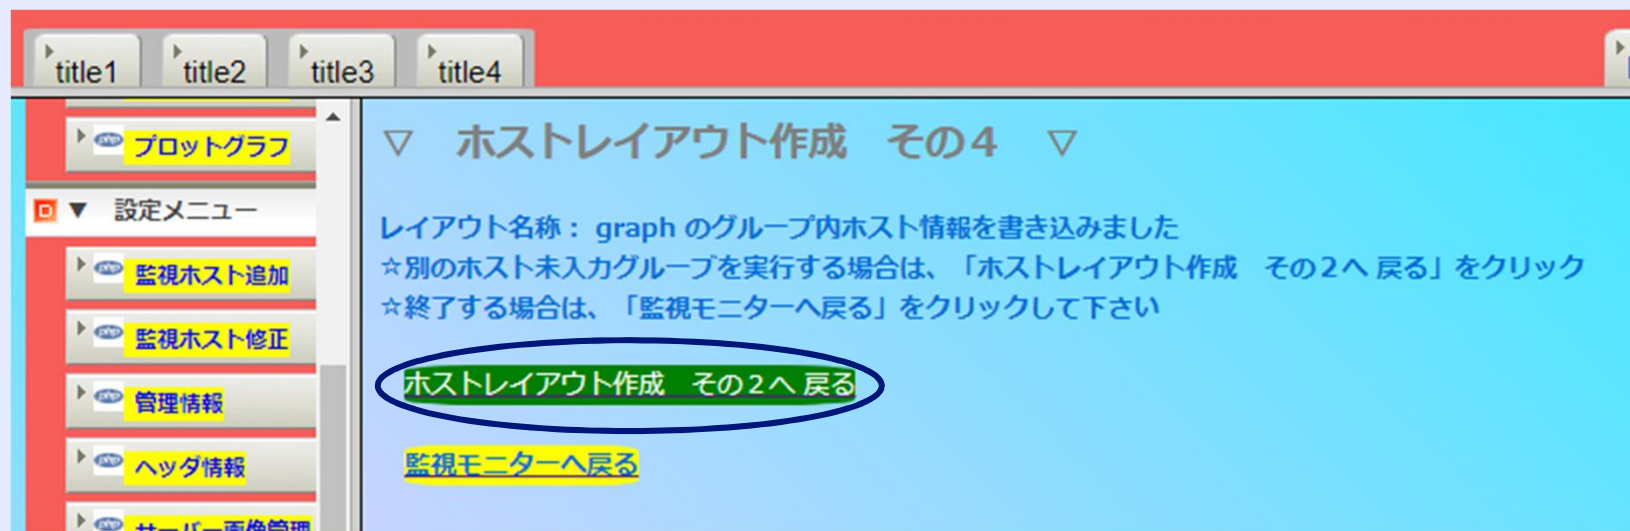 title1
title2
title3
title4
プロットグラフ
▼ 設定メニュー
監視ホスト追加
監視ホスト修正
管理情報
ヘッダ情報
サーバー画像管理
▽　ホストレイアウト作成　その４　▽
レイアウト名称： graph のグループ内ホスト情報を書き込みました
☆別のホスト未入力グループを実行する場合は、「ホストレイアウト作成　その２へ 戻る」をクリック
☆終了する場合は、「監視モニターへ戻る」をクリックして下さい
ホストレイアウト作成　その２へ 戻る
監視モニターへ戻る